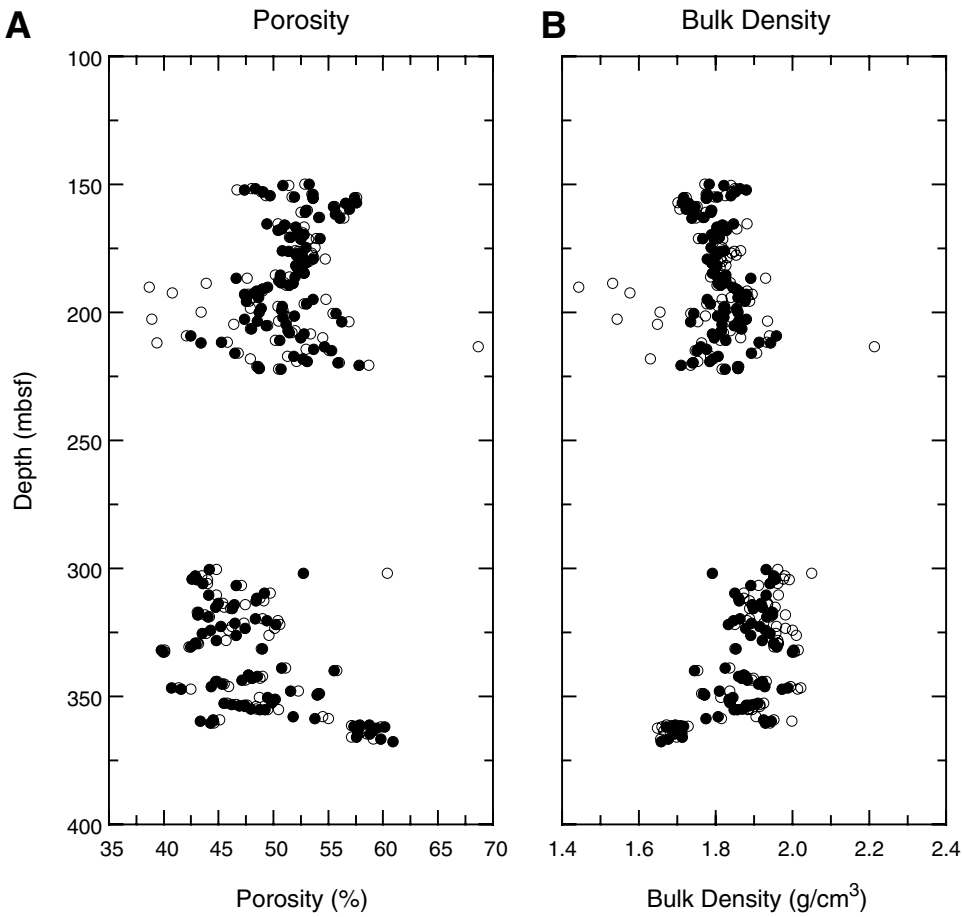 A
Porosity
B
Bulk Density
100
150
200
250
300
350
400
Depth (mbsf)
35 40 45 50 55 60 65 70
1.4 1.6 1.8 2.0 2.2 2.4
Porosity (%)
Bulk Density (g/cm³)